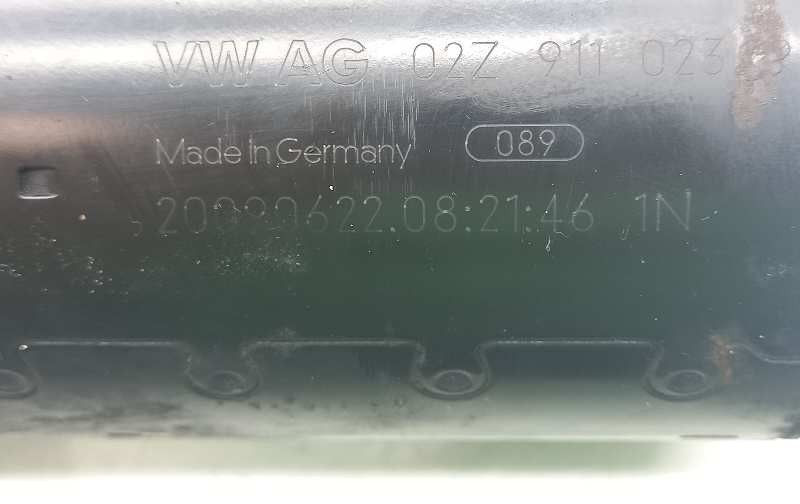 VW AG 02Z 911 023
Made In Germany 089
20090622.08:21:46 1N